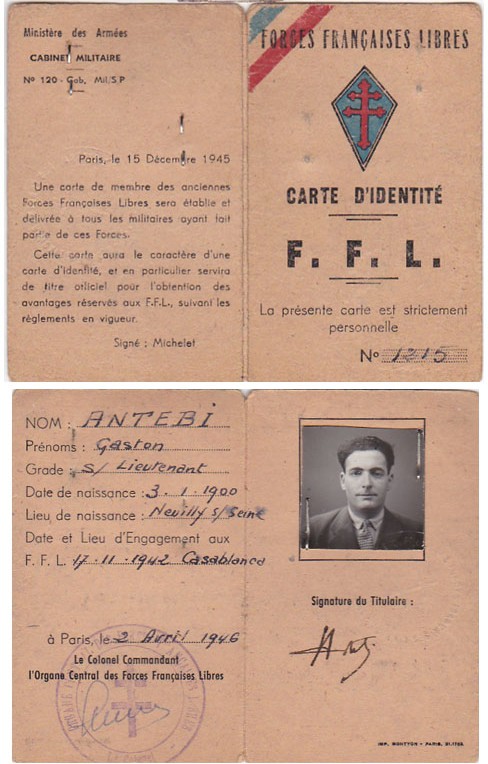 Ministère des Armées
CABINET MILITAIRE
Nº 120 - Gab. Mil/S.P
Paris, le 15 Décembre 1945
Une carte de membre des anciennes
Forces Françaises Libres sera établie et
délivrée à tous les militaires ayant fait
partie de ces Forces.
Cette carte aura le caractère d'une
carte d'identité, et en particulier servira
de titre officiel pour l'obtention des
avantages réservés aux F.F.L., suivant les
règlements en vigueur.
Signé : Michelet
FORCES FRANÇAISES LIBRES
CARTE D'IDENTITÉ
F. F. L.
La présente carte est strictement
personnelle
Nº 1215
NOM : ANTEBI
Prénoms : Gaston
Grade : S/ Lieutenant
Date de naissance : 3.1.1900
Lieu de naissance : Neuilly s/ Seine
Date et Lieu d'Engagement aux
F. F. L. 17.11.1942 Casablanca
à Paris, le 2 Avril 1946
Le Colonel Commandant
l'Organe Central des Forces Françaises Libres
Signature du Titulaire :
IMP. MONTYON - PARIS.